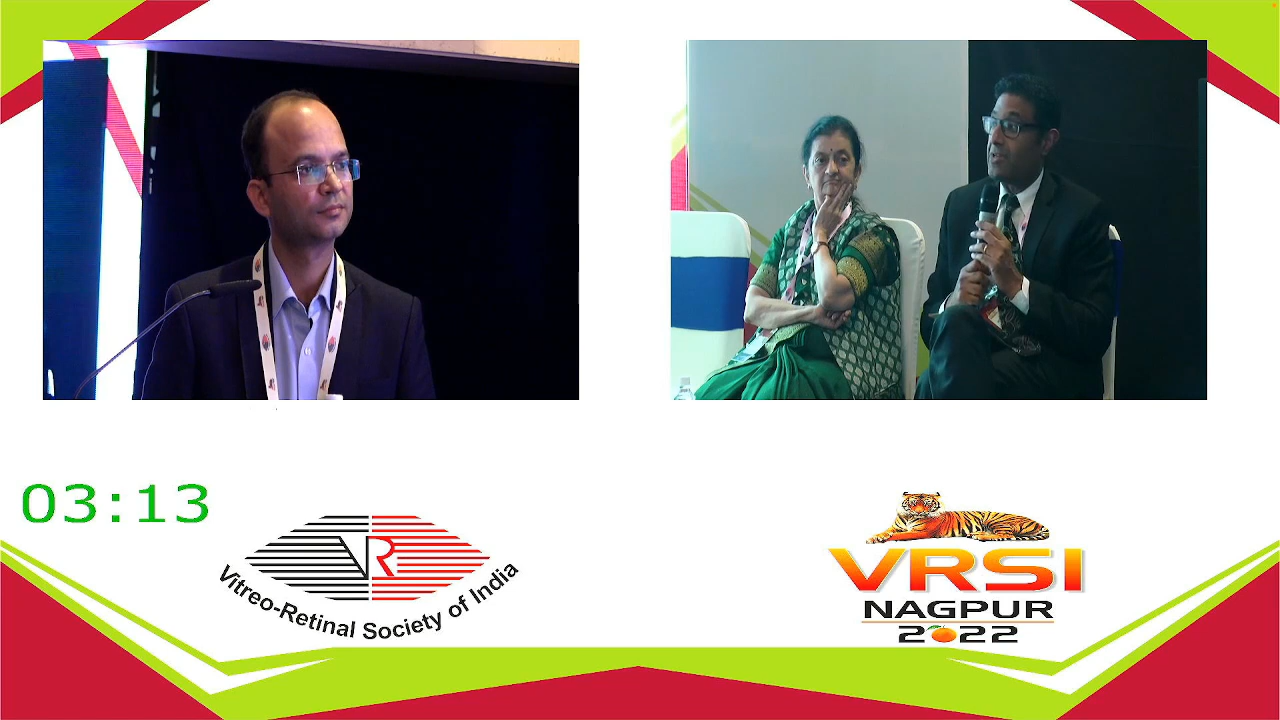 03:13
VR
Vitreo-Retinal Society of India
VRSI
NAGPUR
2022